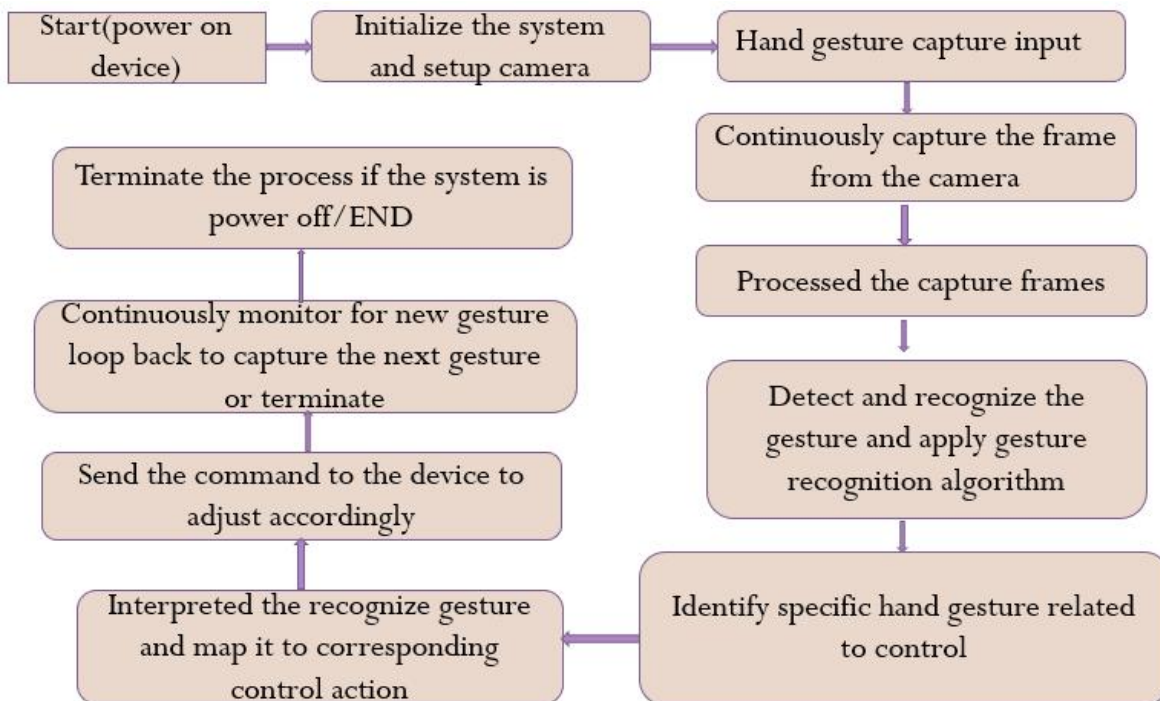 Start(power on
device)
Initialize the system
and setup camera
Hand gesture capture input
Continuously capture the frame
from the camera
Processed the capture frames
Detect and recognize the
gesture and apply gesture
recognition algorithm
Identify specific hand gesture related
to control
Interpreted the recognize gesture
and map it to corresponding
control action
Send the command to the device to
adjust accordingly
Continuously monitor for new gesture
loop back to capture the next gesture
or terminate
Terminate the process if the system is
power off/END